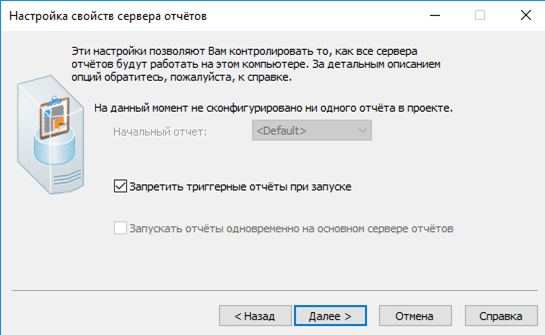 Настройка свойств сервера отчётов
Эти настройки позволяют Вам контролировать то, как все сервера
отчётов будут работать на этом компьютере. За детальным описанием
опций обратитесь, пожалуйста, к справке.
На данный момент не сконфигурировано ни одного отчёта в проекте.
Начальный отчет: <Default>
Запретить триггерные отчёты при запуске
Запускать отчёты одновременно на основном сервере отчётов
< Назад Далее > Отмена Справка